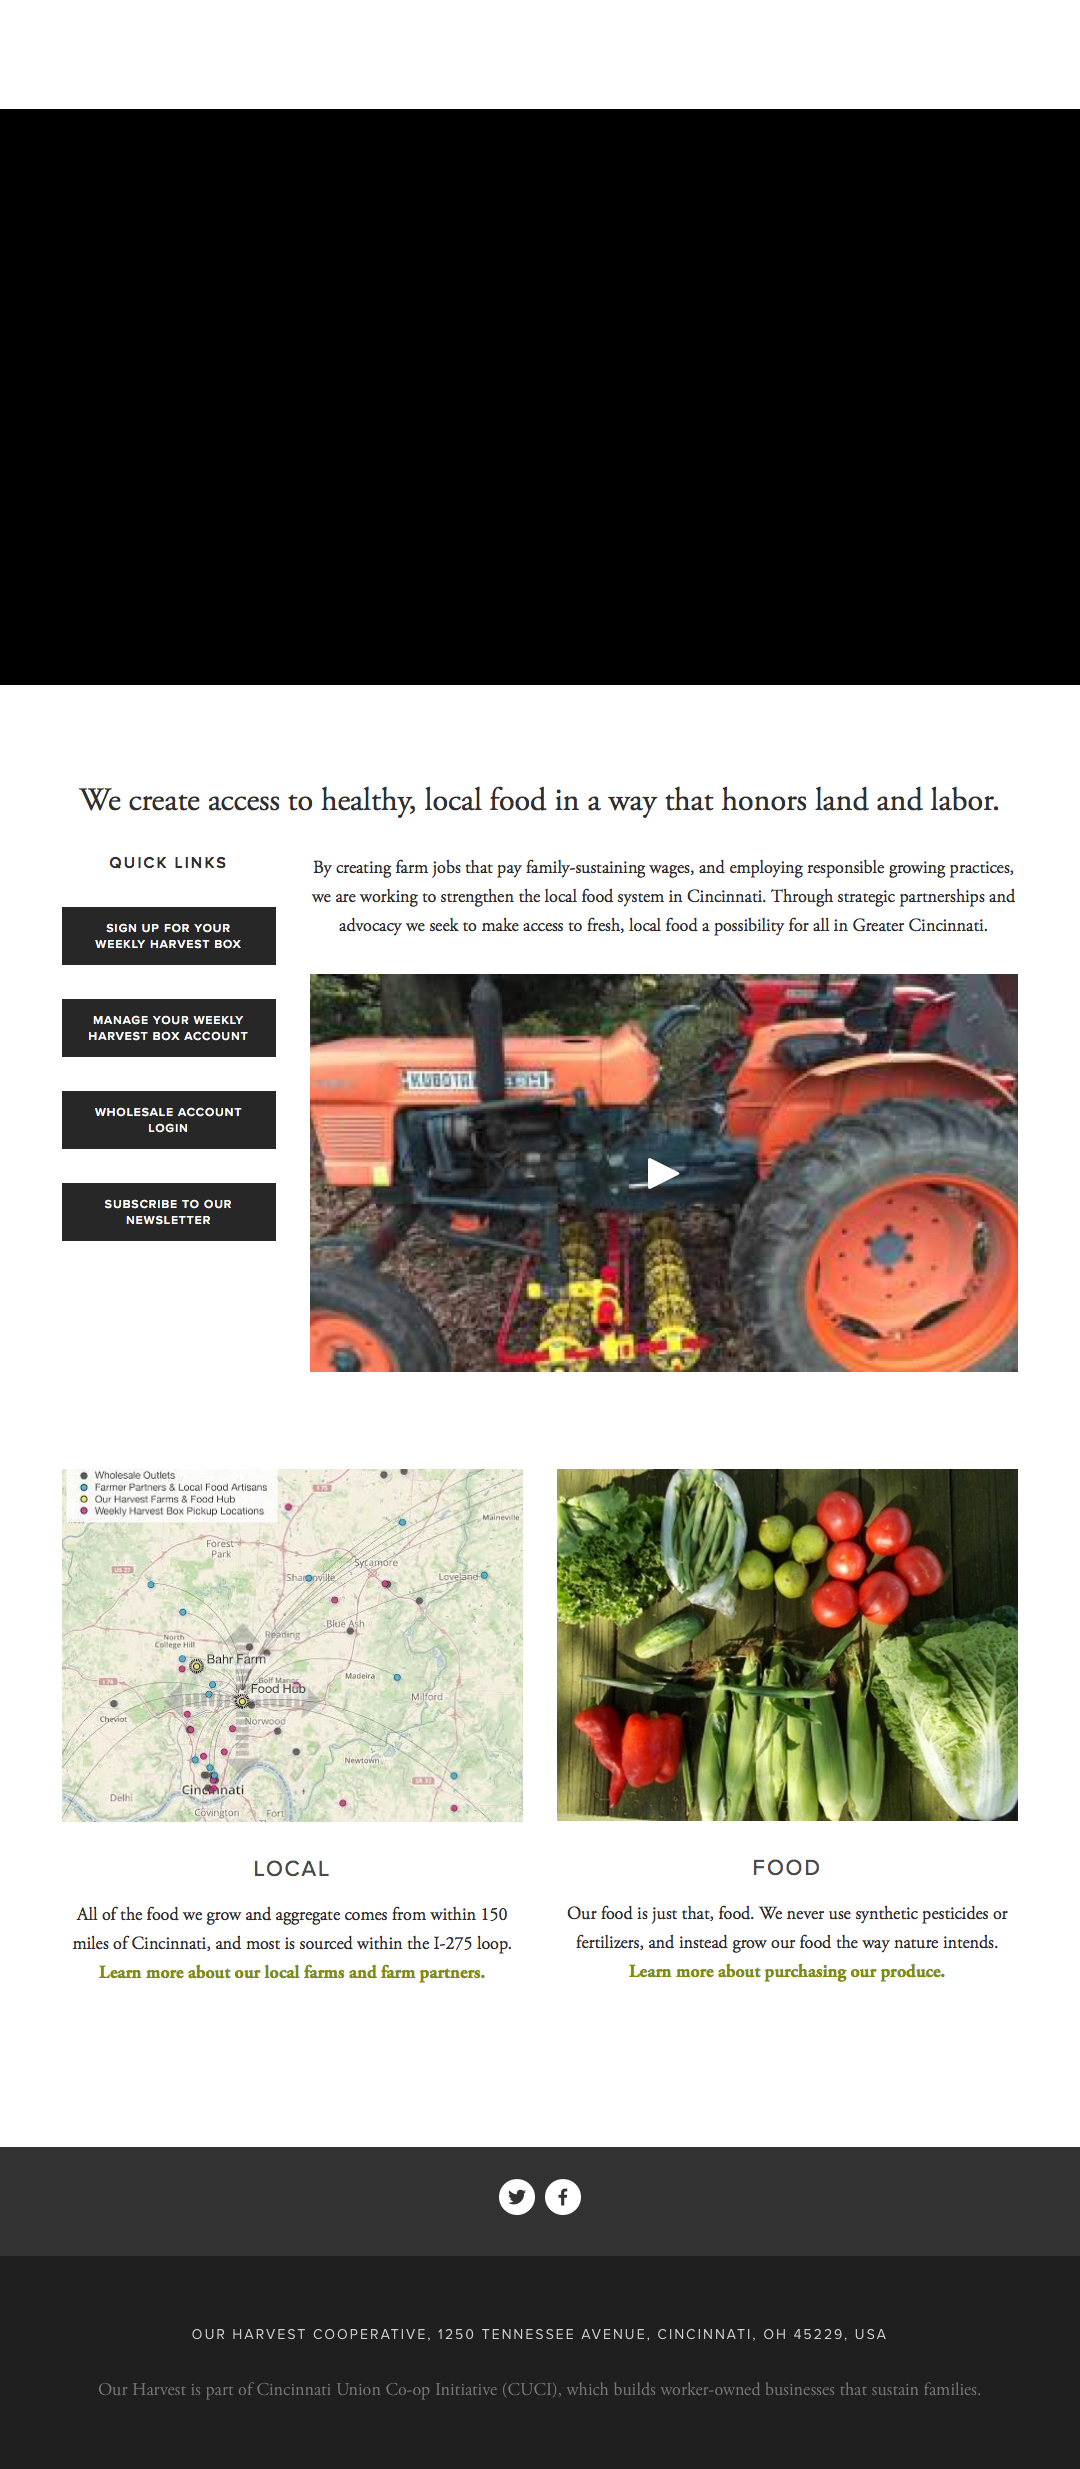 We create access to healthy, local food in a way that honors land and labor.
QUICK LINKS
SIGN UP FOR YOUR
WEEKLY HARVEST BOX
MANAGE YOUR WEEKLY
HARVEST BOX ACCOUNT
WHOLESALE ACCOUNT
LOGIN
SUBSCRIBE TO OUR
NEWSLETTER
By creating farm jobs that pay family-sustaining wages, and employing responsible growing practices,
we are working to strengthen the local food system in Cincinnati. Through strategic partnerships and
advocacy we seek to make access to fresh, local food a possibility for all in Greater Cincinnati.
KUBOTA
Wholesale Outlets
Farmer Partners & Local Food Artisans
Our Harvest Farms & Food Hub
Weekly Harvest Box Pickup Locations
I 75
Maineville
Forest
Park
Sycamore
US 27
Sharonville
Loveland
Blue Ash
North
College Hill
Reading
Bahr Farm
Madeira
I 74
Golf Manor
Food Hub
Milford
Cheviot
Norwood
Newtown
Cincinnati
Delhi
Covington
Fort
LOCAL
All of the food we grow and aggregate comes from within 150
miles of Cincinnati, and most is sourced within the I-275 loop.
Learn more about our local farms and farm partners.
FOOD
Our food is just that, food. We never use synthetic pesticides or
fertilizers, and instead grow our food the way nature intends.
Learn more about purchasing our produce.
OUR HARVEST COOPERATIVE, 1250 TENNESSEE AVENUE, CINCINNATI, OH 45229, USA
Our Harvest is part of Cincinnati Union Co-op Initiative (CUCI), which builds worker-owned businesses that sustain families.